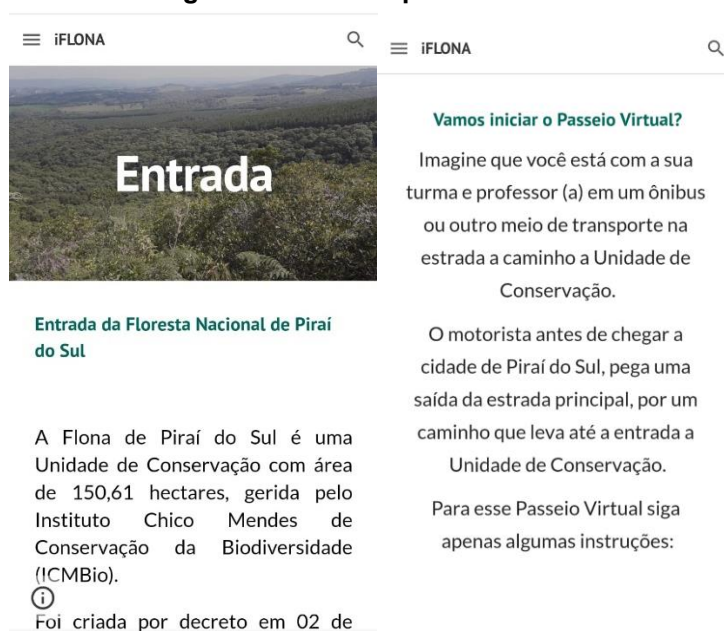 iFLONA
Entrada
Entrada da Floresta Nacional de Piraí
do Sul
A Flona de Piraí do Sul é uma
Unidade de Conservação com área
de 150,61 hectares, gerida pelo
Instituto Chico Mendes de
Conservação da Biodiversidade
(ICMBio).
Foi criada por decreto em 02 de
iFLONA
Vamos iniciar o Passeio Virtual?
Imagine que você está com a sua
turma e professor (a) em um ônibus
ou outro meio de transporte na
estrada a caminho a Unidade de
Conservação.
O motorista antes de chegar a
cidade de Piraí do Sul, pega uma
saída da estrada principal, por um
caminho que leva até a entrada a
Unidade de Conservação.
Para esse Passeio Virtual siga
apenas algumas instruções: